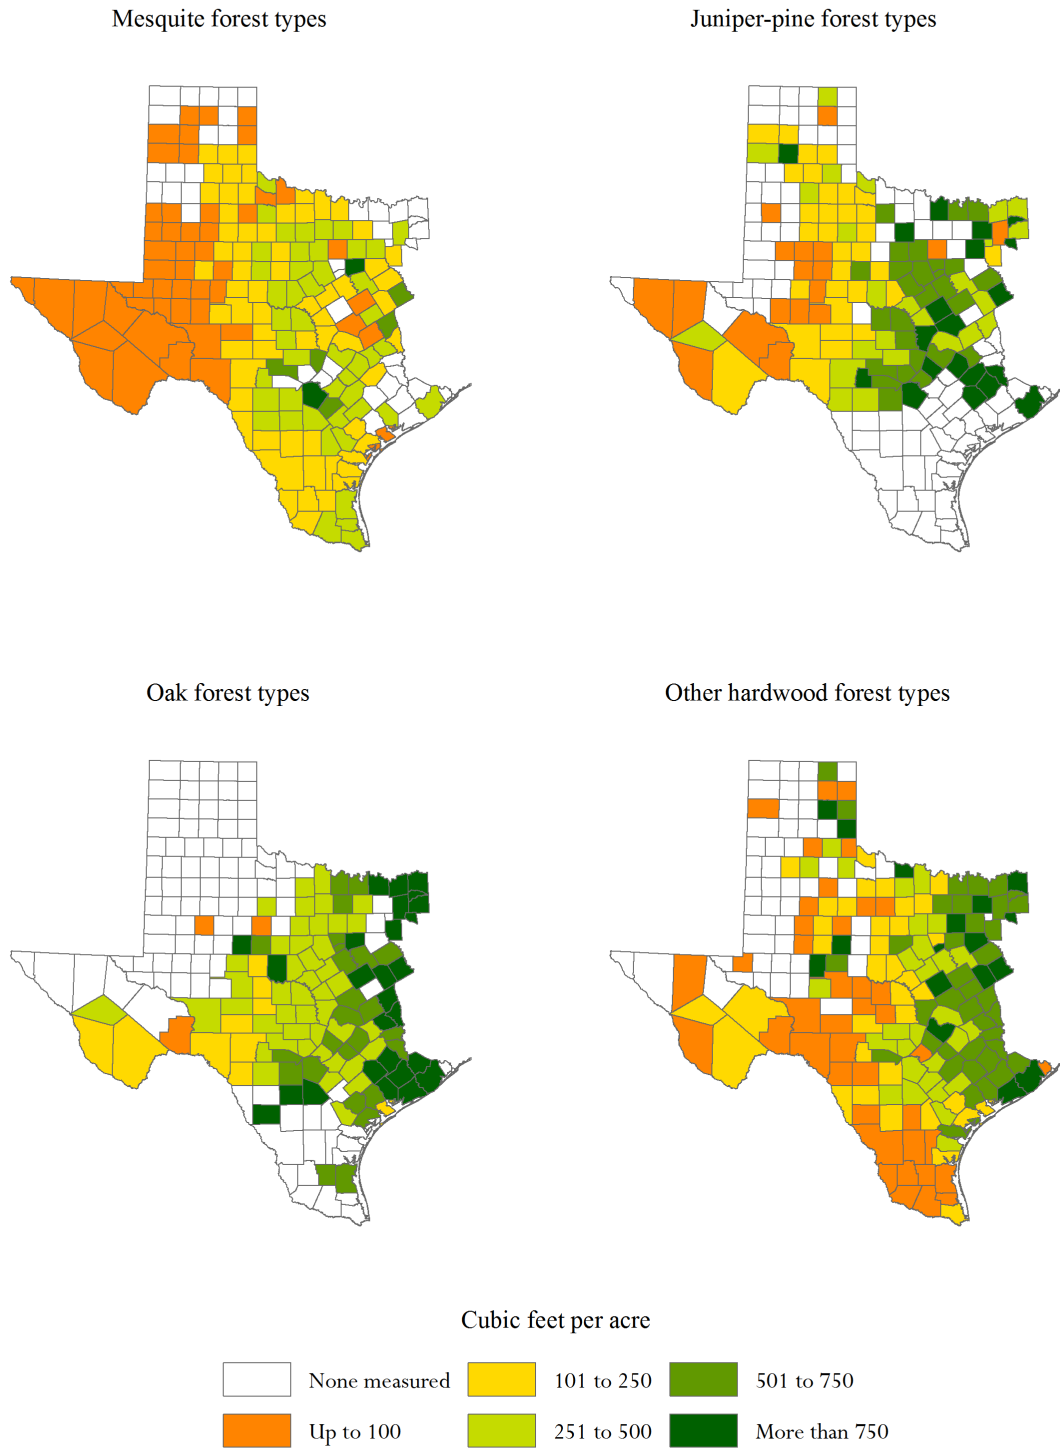 Mesquite forest types
Juniper-pine forest types
Oak forest types
Other hardwood forest types
Cubic feet per acre
None measured
101 to 250
501 to 750
Up to 100
251 to 500
More than 750